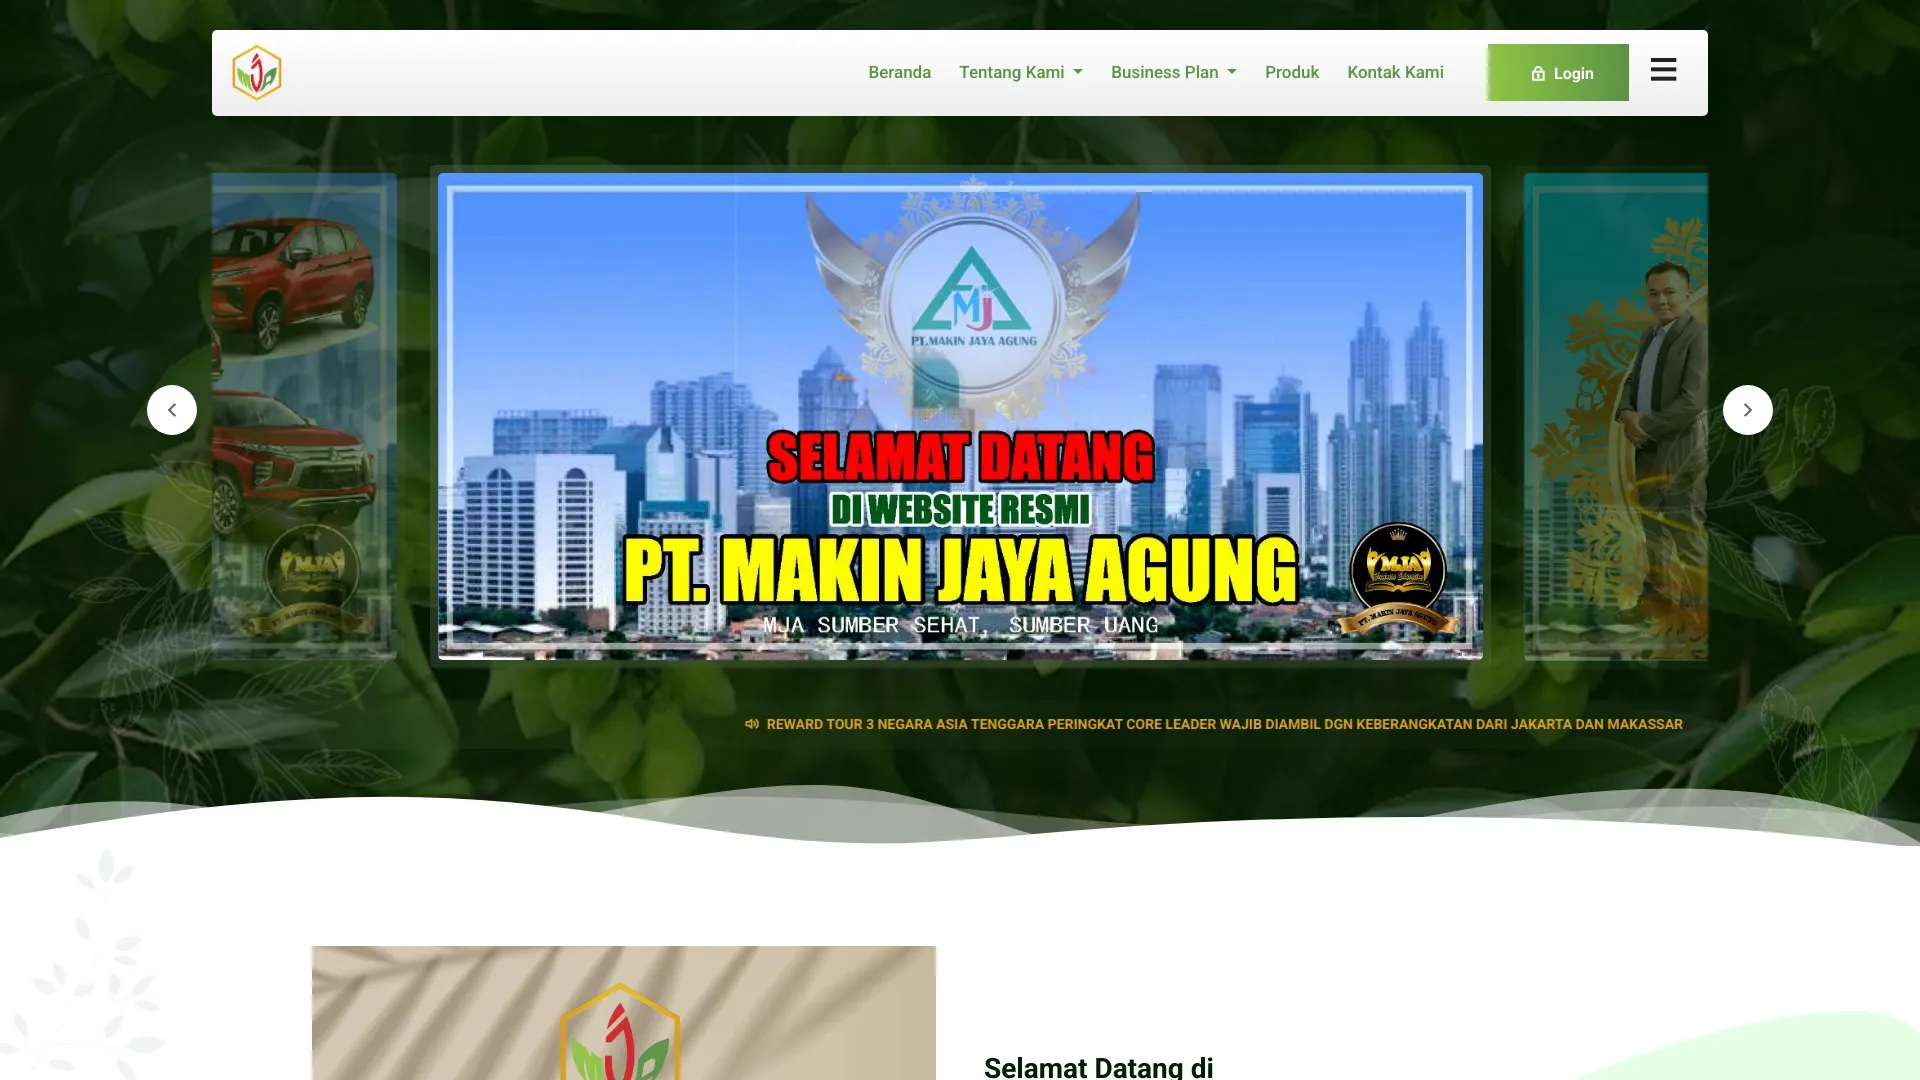 Beranda
Tentang Kami
Business Plan
Produk
Kontak Kami
Login
MJ
PT.MAKIN JAYA AGUNG
SELAMAT DATANG
DI WEBSITE RESMI
PT. MAKIN JAYA AGUNG
MJA SUMBER SEHAT, SUMBER UANG
MJA
PT. MAKIN JAYA AGUNG
MJA
REWARD TOUR 3 NEGARA ASIA TENGGARA PERINGKAT CORE LEADER WAJIB DIAMBIL DGN KEBERANGKATAN DARI JAKARTA DAN MAKASSAR
Selamat Datang di